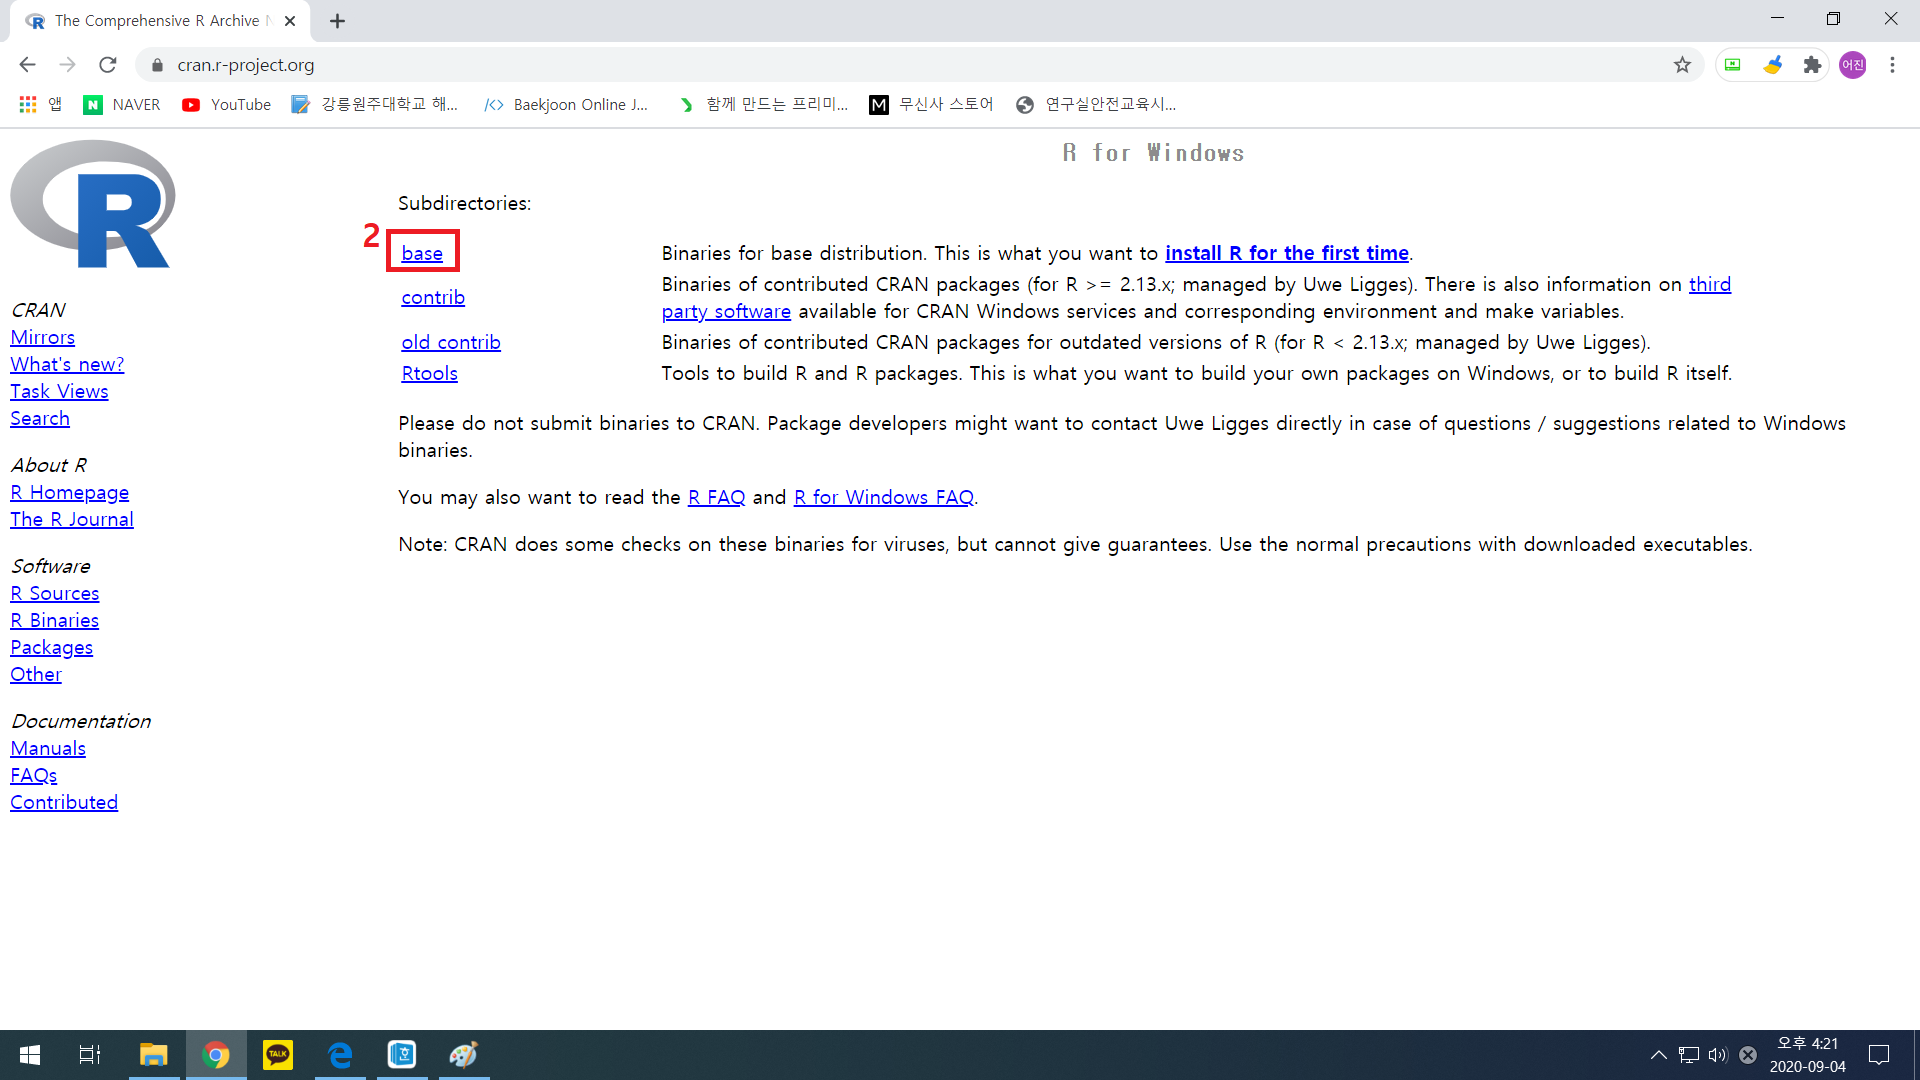 The Comprehensive R Archive N
cran.r-project.org
어진
앱 NAVER YouTube 강릉원주대학교 해... Baekjoon Online J... 함께 만드는 프리미... 무신사 스토어 연구실안전교육시...
R for Windows
Subdirectories:
2
base Binaries for base distribution. This is what you want to install R for the first time.
contrib Binaries of contributed CRAN packages (for R >= 2.13.x; managed by Uwe Ligges). There is also information on third
party software available for CRAN Windows services and corresponding environment and make variables.
old contrib Binaries of contributed CRAN packages for outdated versions of R (for R < 2.13.x; managed by Uwe Ligges).
Rtools Tools to build R and R packages. This is what you want to build your own packages on Windows, or to build R itself.
Please do not submit binaries to CRAN. Package developers might want to contact Uwe Ligges directly in case of questions / suggestions related to Windows
binaries.
You may also want to read the R FAQ and R for Windows FAQ.
Note: CRAN does some checks on these binaries for viruses, but cannot give guarantees. Use the normal precautions with downloaded executables.
R
CRAN
Mirrors
What's new?
Task Views
Search
About R
R Homepage
The R Journal
Software
R Sources
R Binaries
Packages
Other
Documentation
Manuals
FAQs
Contributed
TALK
오후 4:21
2020-09-04